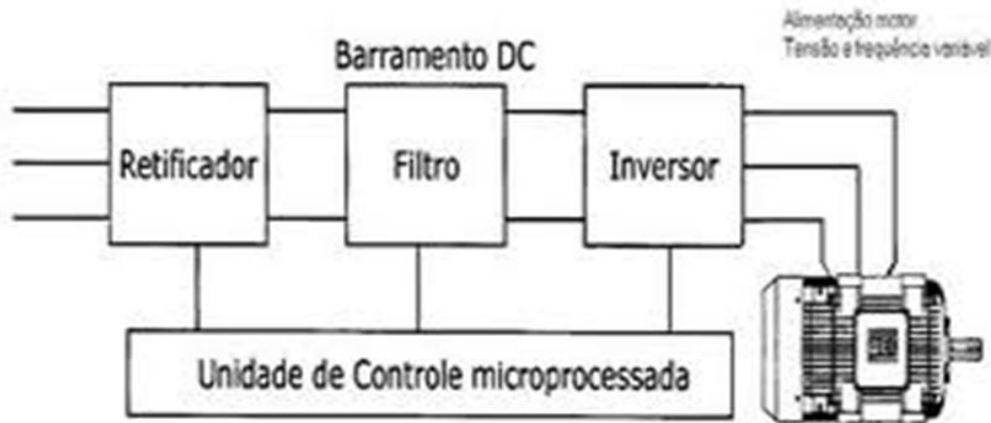 Alimentação motor
Tensão e frequência variável
Barramento DC
Retificador
Filtro
Inversor
Unidade de Controle microprocessada